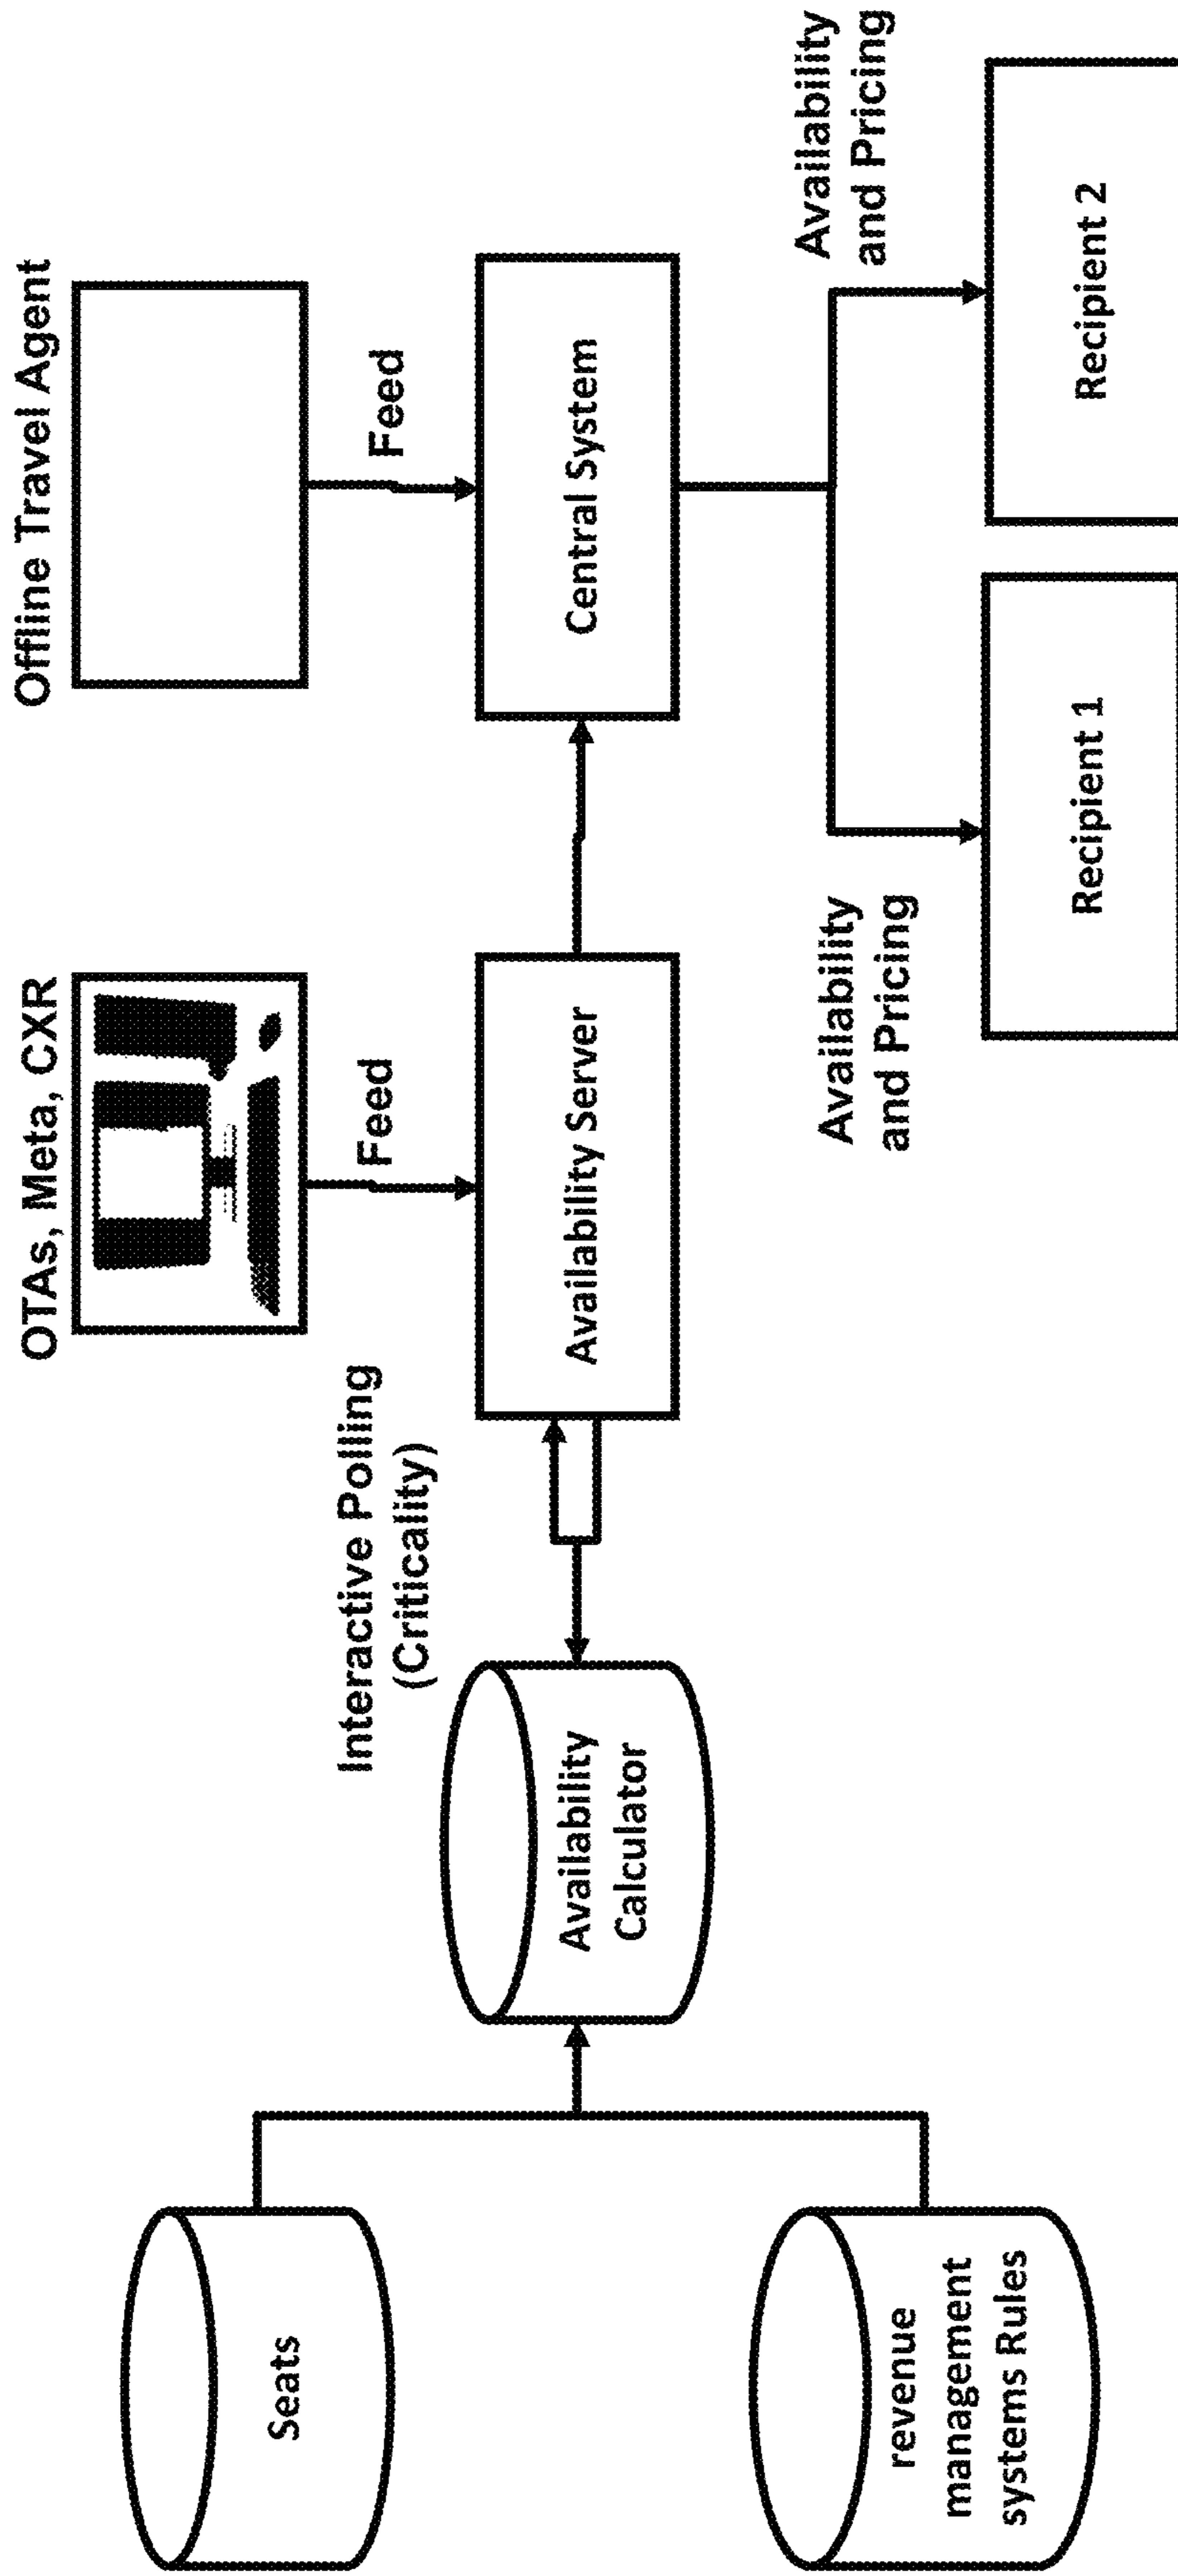 OTAs, Meta, CXR
Offline Travel Agent
Interactive Polling
(Criticality)
Feed
Feed
Seats
Availability
Calculator
Availability Server
Central System
revenue
management
systems Rules
Availability
and Pricing
Availability
and Pricing
Recipient 1
Recipient 2